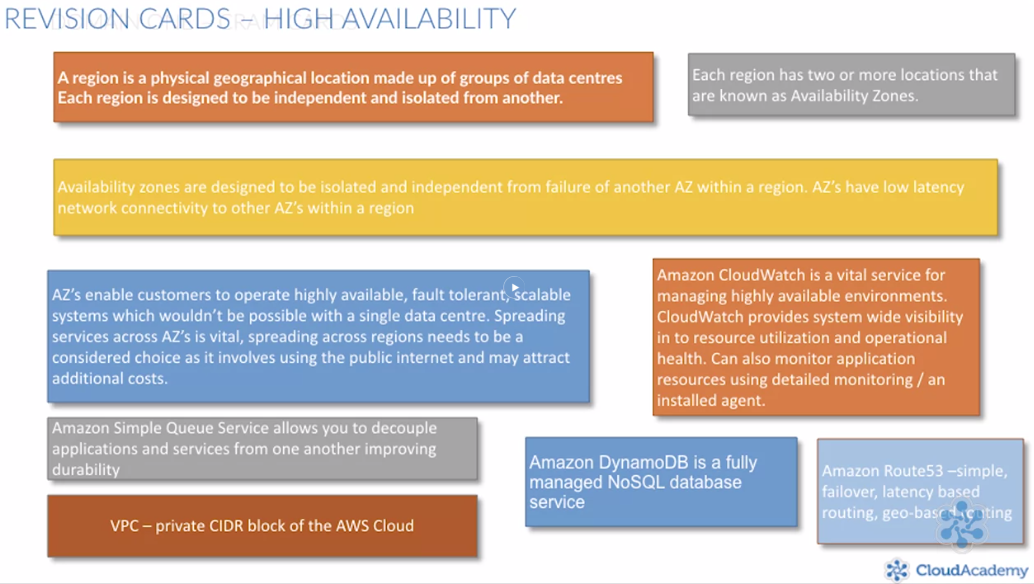 REVISION CARDS – HIGH AVAILABILITY
A region is a physical geographical location made up of groups of data centres
Each region is designed to be independent and isolated from another.
Each region has two or more locations that
are known as Availability Zones.
Availability zones are designed to be isolated and independent from failure of another AZ within a region. AZ's have low latency
network connectivity to other AZ's within a region
AZ's enable customers to operate highly available, fault tolerant, scalable
systems which wouldn't be possible with a single data centre. Spreading
services across AZ's is vital, spreading across regions needs to be a
considered choice as it involves using the public internet and may attract
additional costs.
Amazon CloudWatch is a vital service for
managing highly available environments.
CloudWatch provides system wide visibility
in to resource utilization and operational
health. Can also monitor application
resources using detailed monitoring / an
installed agent.
Amazon Simple Queue Service allows you to decouple
applications and services from one another improving
durability
Amazon DynamoDB is a fully
managed NoSQL database
service
Amazon Route53 –simple,
failover, latency based
routing, geo-based routing
VPC – private CIDR block of the AWS Cloud
CloudAcademy